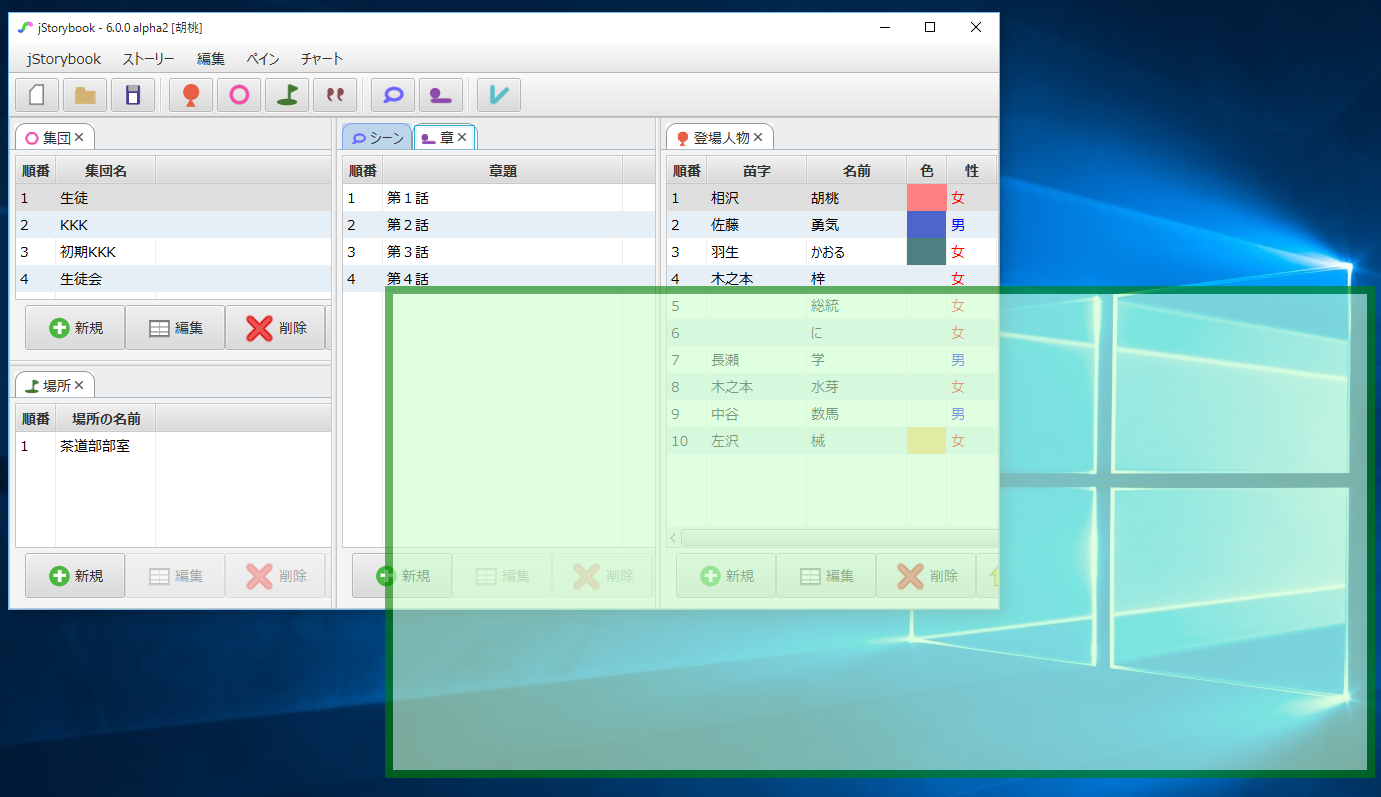 jStorybook - 6.0.0 alpha2 [胡桃]
jStorybook ストーリー 編集 ペイン チャート
集団
順番 集団名
1 生徒
2 KKK
3 初期KKK
4 生徒会
新規 編集 削除
場所
順番 場所の名前
1 茶道部部室
新規 編集 削除
シーン 章
順番 章題
1 第１話
2 第２話
3 第３話
4 第４話
新規 編集 削除
登場人物
順番 苗字 名前 色 性
1 相沢 胡桃 女
2 佐藤 勇気 男
3 羽生 かおる 女
4 木之本 梓 女
5 総統 女
6 に 女
7 長瀬 学 男
8 木之本 水芽 女
9 中谷 数馬 男
10 左沢 械 女
新規 編集 削除